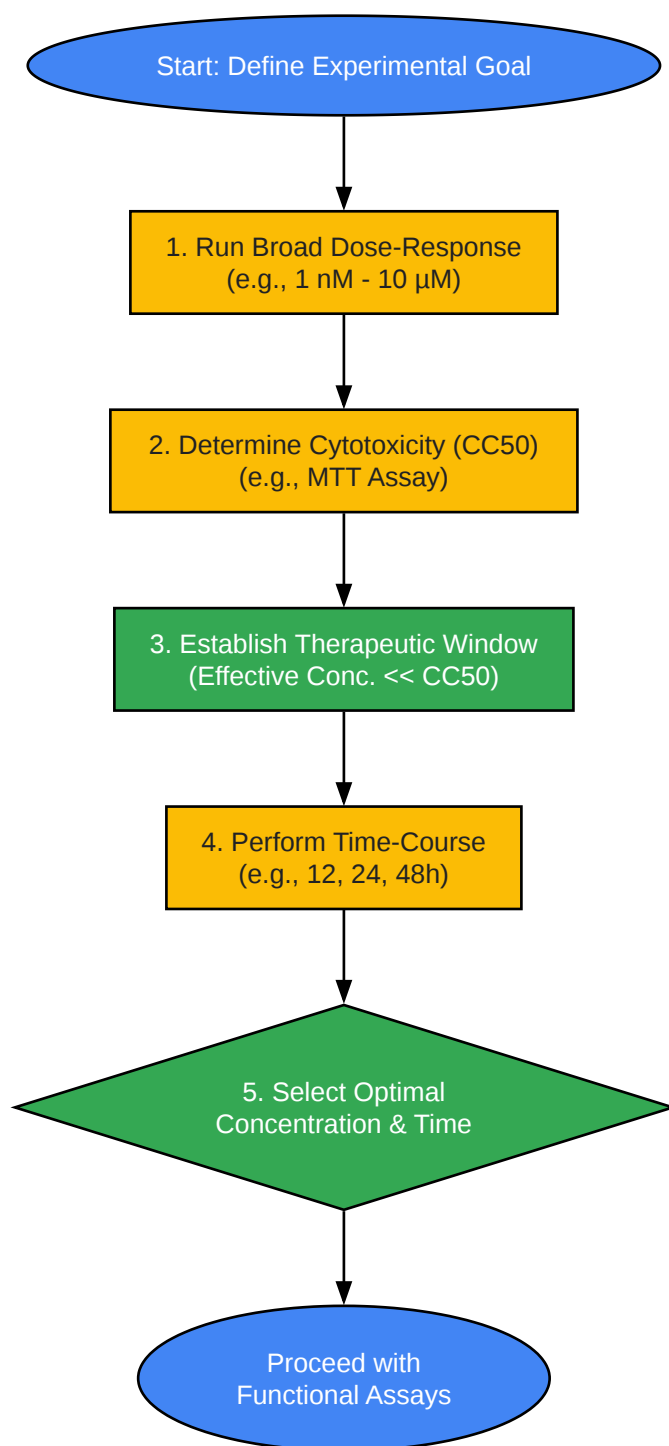 Start: Define Experimental Goal
1. Run Broad Dose-Response
(e.g., 1 nM - 10 µM)
2. Determine Cytotoxicity (CC50)
(e.g., MTT Assay)
3. Establish Therapeutic Window
(Effective Conc. << CC50)
4. Perform Time-Course
(e.g., 12, 24, 48h)
5. Select Optimal
Concentration & Time
Proceed with
Functional Assays